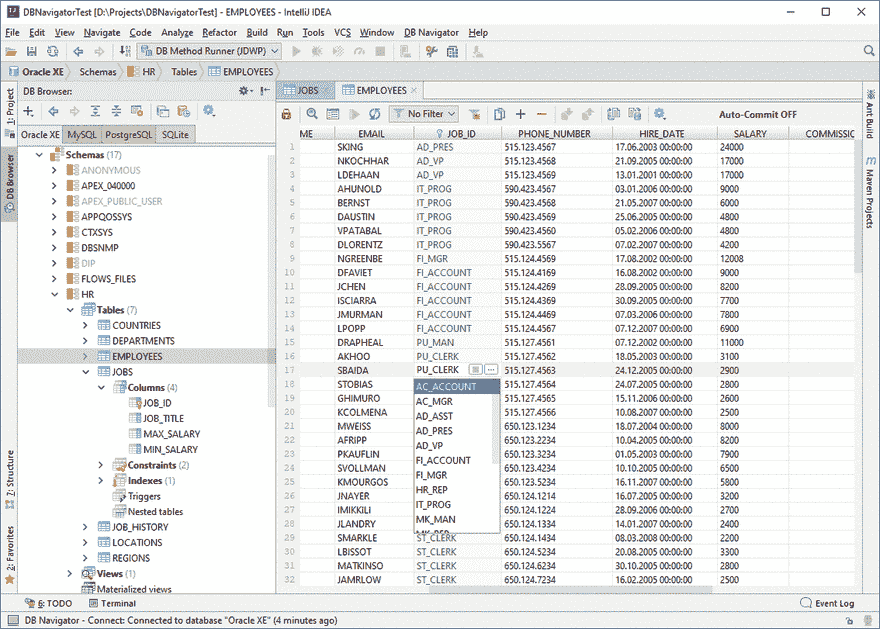 DBNavigatorTest [D:\Projects\DBNavigatorTest] - EMPLOYEES - IntelliJ IDEA
File Edit View Navigate Code Analyze Refactor Build Run Tools VCS Window DB Navigator Help
DB Method Runner (JDWP)
Oracle XE Schemas HR Tables EMPLOYEES
DB Browser:
JOBS EMPLOYEES
No Filter
Auto-Commit OFF
Oracle XE MySQL PostgreSQL SQLite
1: Project
DB Browser
7: Structure
2: Favorites
Schemas (17)
ANONYMOUS
APEX_040000
APEX_PUBLIC_USER
APPQOSSYS
CTXSYS
DBSNMP
DIP
FLOWS_FILES
HR
Tables (7)
COUNTRIES
DEPARTMENTS
EMPLOYEES
JOBS
Columns (4)
JOB_ID
JOB_TITLE
MAX_SALARY
MIN_SALARY
Constraints (2)
Indexes (1)
Triggers
Nested tables
JOB_HISTORY
LOCATIONS
REGIONS
Views (1)
Materialized views
ME EMAIL JOB_ID PHONE_NUMBER HIRE_DATE SALARY COMMISSIO
1 SKING AD_PRES 515.123.4567 17.06.2003 00:00:00 24000
2 NKOCHHAR AD_VP 515.123.4568 21.09.2005 00:00:00 17000
3 LDEHAAN AD_VP 515.123.4569 13.01.2001 00:00:00 17000
4 AHUNOLD IT_PROG 590.423.4567 03.01.2006 00:00:00 9000
5 BERNST IT_PROG 590.423.4568 21.05.2007 00:00:00 6000
6 DAUSTIN IT_PROG 590.423.4569 25.06.2005 00:00:00 4800
7 VPATABAL IT_PROG 590.423.4560 05.02.2006 00:00:00 4800
8 DLORENTZ IT_PROG 590.423.5567 07.02.2007 00:00:00 4200
9 NGREENBE FI_MGR 515.124.4569 17.08.2002 00:00:00 12008
10 DFAVIET FI_ACCOUNT 515.124.4169 16.08.2002 00:00:00 9000
11 JCHEN FI_ACCOUNT 515.124.4269 28.09.2005 00:00:00 8200
12 ISCIARRA FI_ACCOUNT 515.124.4369 30.09.2005 00:00:00 7700
13 JMURMAN FI_ACCOUNT 515.124.4469 07.03.2006 00:00:00 7800
14 LPOPP FI_ACCOUNT 515.124.4567 07.12.2007 00:00:00 6900
15 DRAPHEAL PU_MAN 515.127.4561 07.12.2002 00:00:00 11000
16 AKHOO PU_CLERK 515.127.4562 18.05.2003 00:00:00 3100
17 SBAIDA PU_CLERK 515.127.4563 24.12.2005 00:00:00 2900
18 STOBIAS AC_ACCOUNT 515.127.4564 24.07.2005 00:00:00 2800
19 GHIMURO AC_MGR 515.127.4565 15.11.2006 00:00:00 2600
20 KCOLMENA AD_ASST 515.127.4566 10.08.2007 00:00:00 2500
21 MWEISS AD_PRES 650.123.1234 18.07.2004 00:00:00 8000
22 AFRIPP AD_VP 650.123.2234 10.04.2005 00:00:00 8200
23 PKAUFLIN FI_ACCOUNT 650.123.3234 01.05.2003 00:00:00 7900
24 SVOLLMAN FI_MGR 650.123.4234 10.10.2005 00:00:00 6500
25 KMOURGOS HR_REP 650.123.5234 16.11.2007 00:00:00 5800
26 JNAYER IT_PROG 650.124.1214 16.07.2005 00:00:00 3200
27 IMIKKILI MK_MAN 650.124.1224 28.09.2006 00:00:00 2700
28 JLANDRY MK_REP 650.124.1334 14.01.2007 00:00:00 2400
29 SMARKLE ST_CLERK 650.124.1434 08.03.2008 00:00:00 2200
30 LBISSOT ST_CLERK 650.124.5234 20.08.2005 00:00:00 3300
31 MATKINSO ST_CLERK 650.124.6234 30.10.2005 00:00:00 2800
32 JAMRLOW ST_CLERK 650.124.7234 16.02.2005 00:00:00 2500
Ant Build
Maven Projects
6: TODO Terminal Event Log
DB Navigator - Connect: Connected to database "Oracle XE" (4 minutes ago)